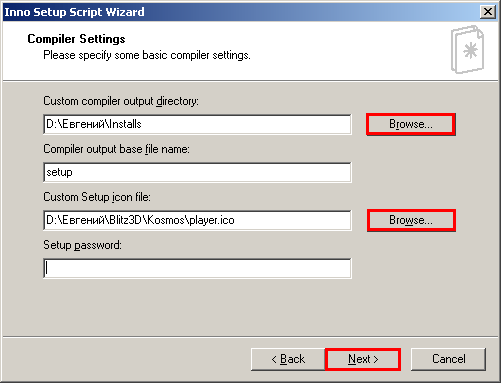 Inno Setup Script Wizard
Compiler Settings
Please specify some basic compiler settings.
Custom compiler output directory:
D:\Евгений\Installs
Browse...
Compiler output base file name:
setup
Custom Setup icon file:
D:\Евгений\Blitz3D\Kosmos\player.ico
Browse...
Setup password:
< Back
Next >
Cancel